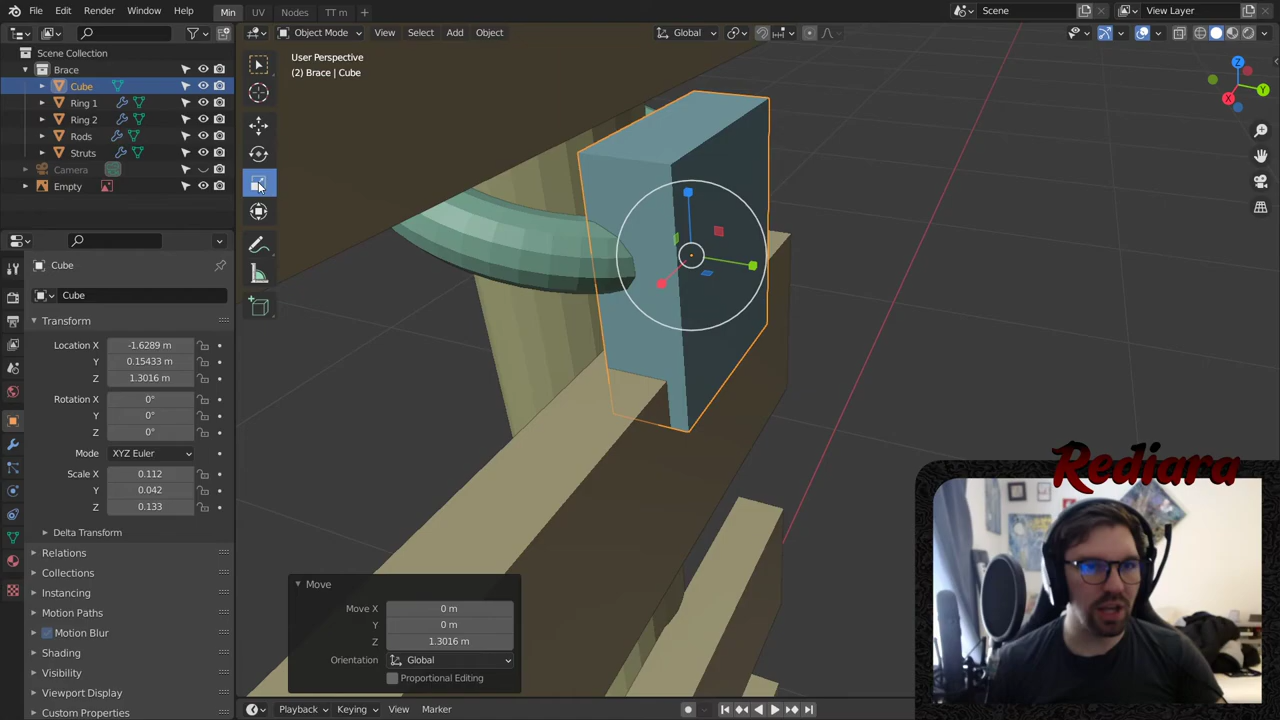 File Edit Render Window Help
Min UV Nodes TT m +
Scene View Layer
Object Mode View Select Add Object
Global
Scene Collection
Brace
Cube
Ring 1
Ring 2
Rods
Struts
Camera
Empty
User Perspective
(2) Brace | Cube
Z
Y
X
Cube
Cube
Transform
Location X -1.6289 m
Y 0.15433 m
Z 1.3016 m
Rotation X 0°
Y 0°
Z 0°
Mode XYZ Euler
Scale X 0.112
Y 0.042
Z 0.133
Delta Transform
Relations
Collections
Instancing
Motion Paths
Motion Blur
Shading
Visibility
Viewport Display
Custom Properties
Move
Move X 0 m
Y 0 m
Z 1.3016 m
Orientation Global
Proportional Editing
Playback Keying View Marker
Rediara